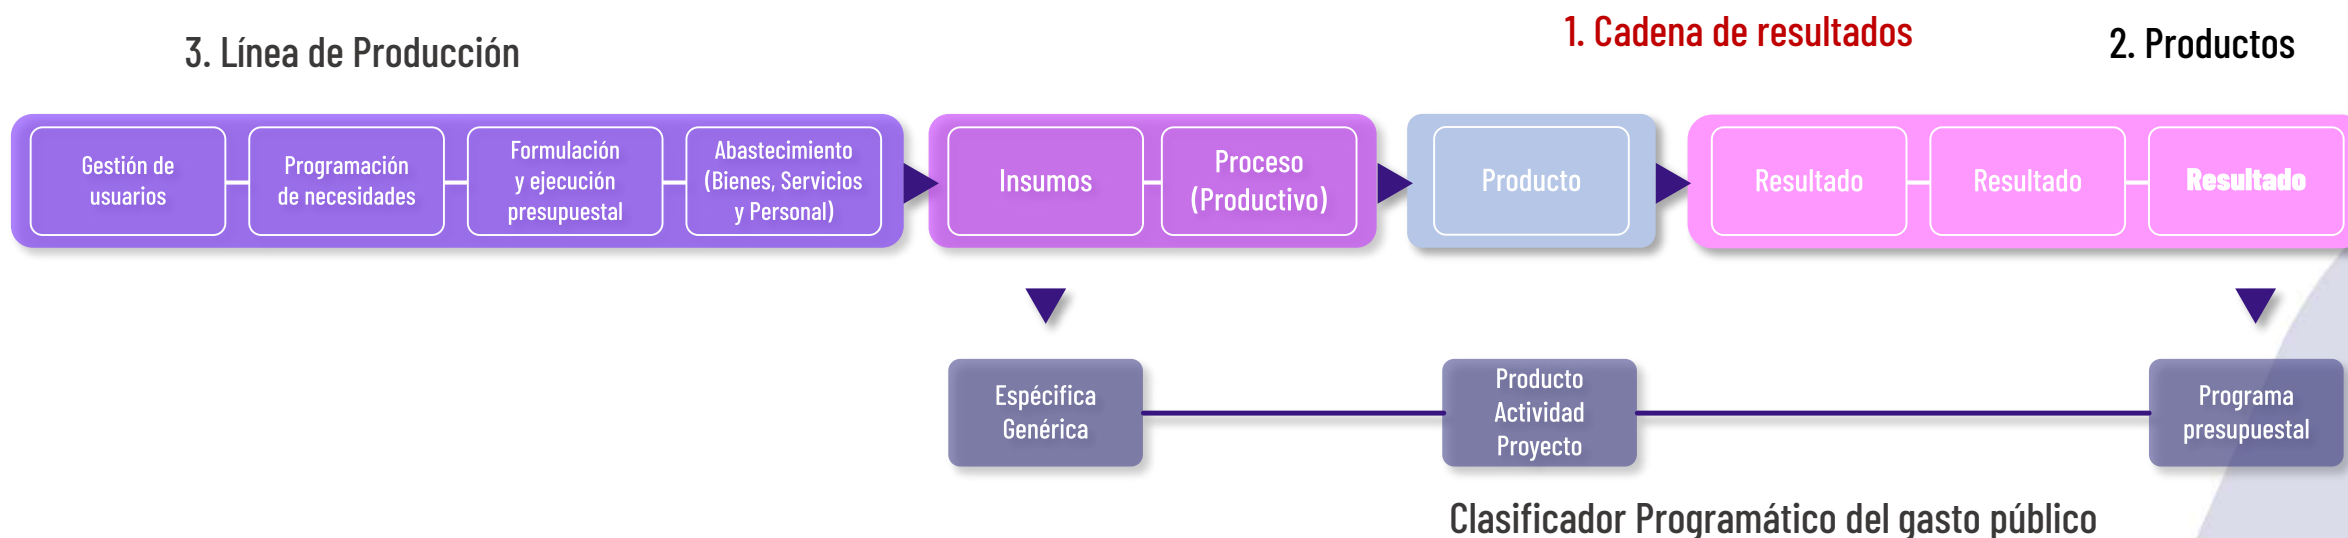 3. Línea de Producción
1. Cadena de resultados
2. Productos
Gestión de
usuarios
Programación
de necesidades
Formulación
y ejecución
presupuestal
Abastecimiento
(Bienes, Servicios
y Personal)
Insumos
Proceso
(Productivo)
Producto
Resultado
Resultado
Resultado
Espécifica
Genérica
Producto
Actividad
Proyecto
Programa
presupuestal
Clasificador Programático del gasto público